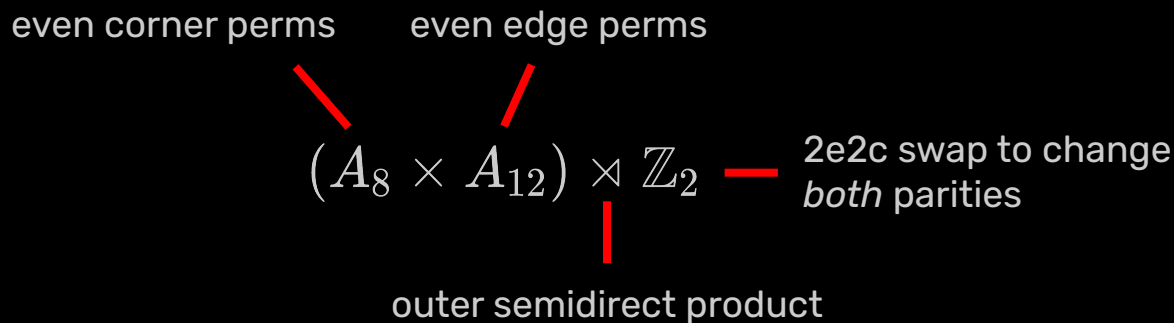 even corner perms even edge perms
(A₈ × A₁₂) ⋊ ℤ₂
2e2c swap to change
both parities
outer semidirect product